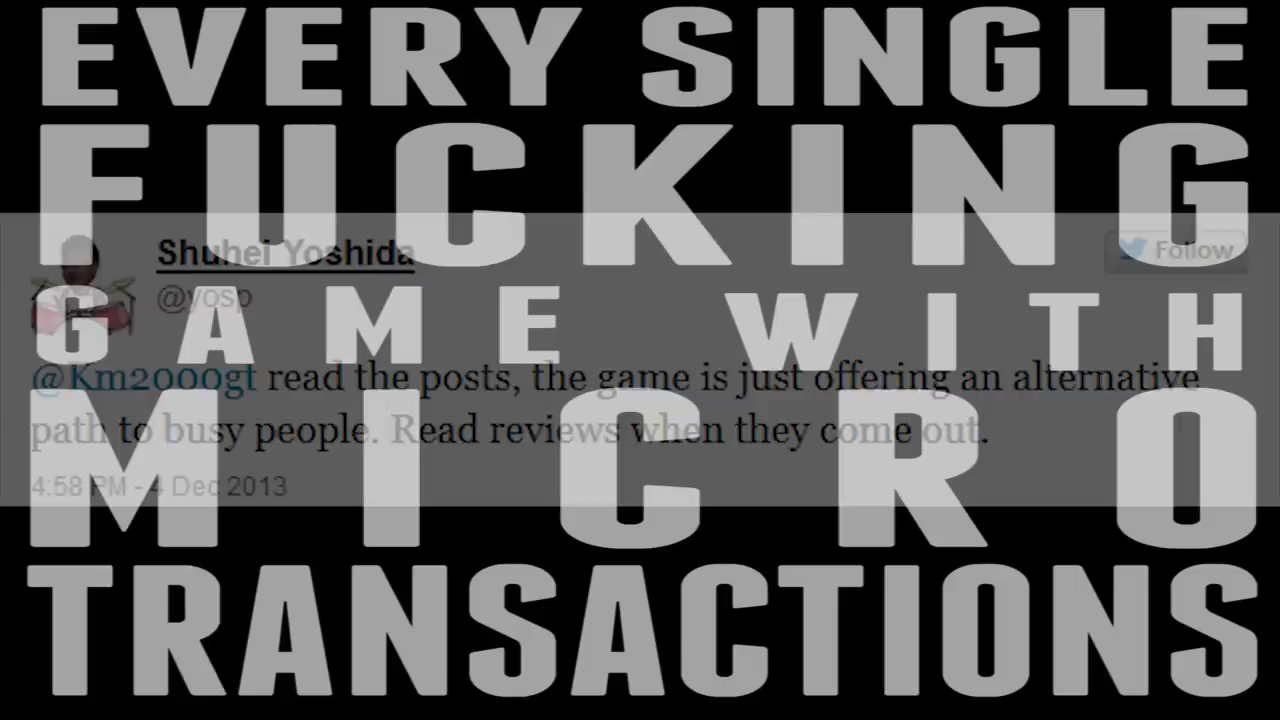 EVERY SINGLE
FUCKING
GAME WITH
MICRO
TRANSACTIONS
Shuhei Yoshida
@yosp
Follow
@Km2000gt read the posts, the game is just offering an alternative
path to busy people. Read reviews when they come out.
4:58 PM - 4 Dec 2013